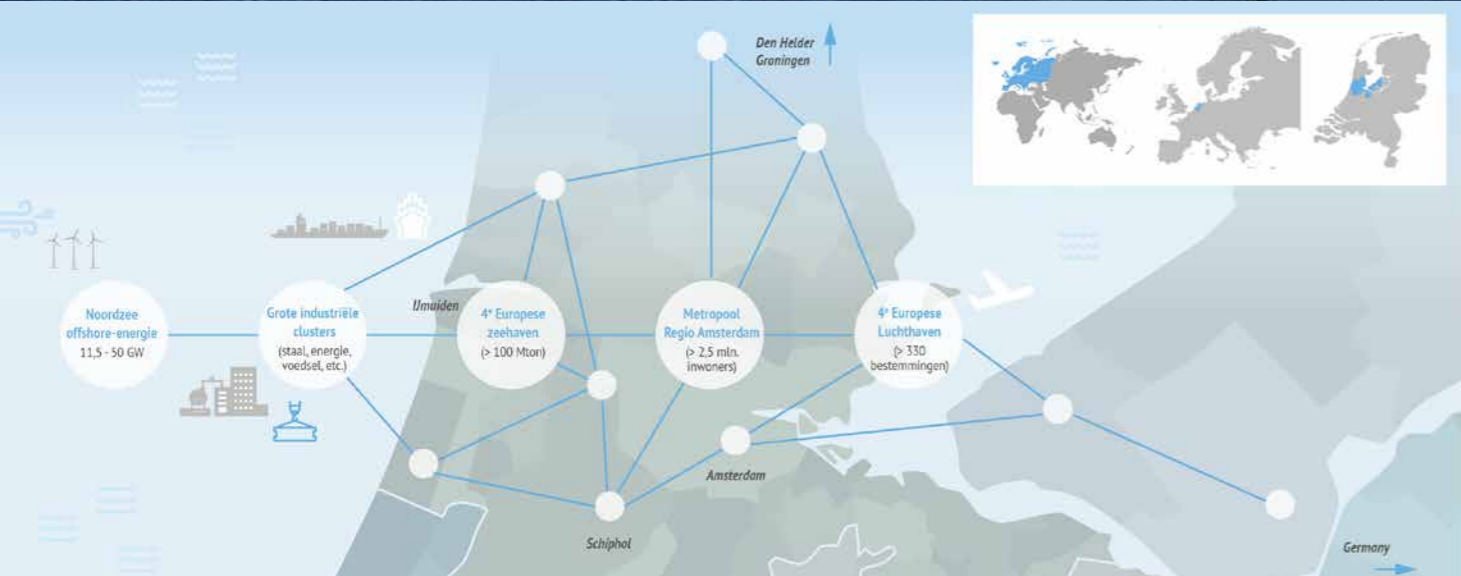 Den Helder
Groningen
IJmuiden
Noordzee
offshore-energie
11,5 - 50 GW
Grote industriële
clusters
(staal, energie,
voedsel, etc.)
4e Europese
zeehaven
(> 100 Mton)
Metropool
Regio Amsterdam
(> 2,5 mln.
inwoners)
4e Europese
Luchthaven
(> 330
bestemmingen)
Amsterdam
Schiphol
Germany